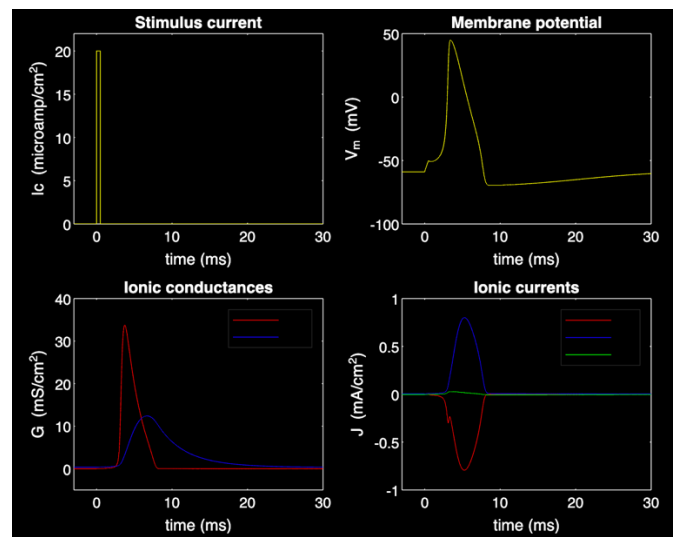 Stimulus current
20
15
10
5
0
Ic (microamp/cm²)
0 10 20 30
time (ms)
Membrane potential
50
0
-50
-100
Vm (mV)
0 10 20 30
time (ms)
Ionic conductances
40
30
20
10
0
G (mS/cm²)
0 10 20 30
time (ms)
Ionic currents
1
0.5
0
-0.5
-1
J (mA/cm²)
0 10 20 30
time (ms)